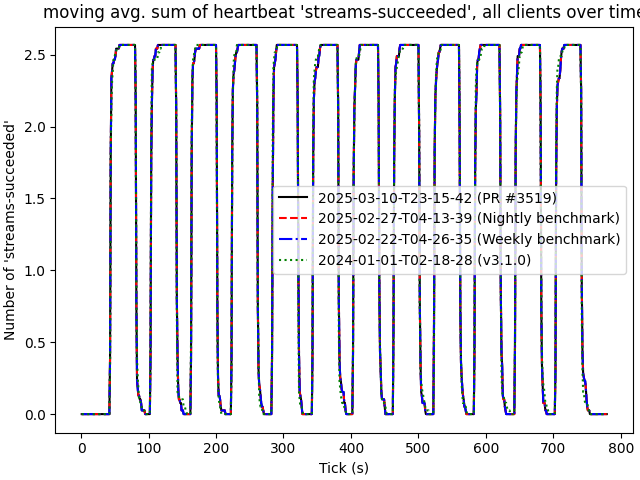 moving avg. sum of heartbeat 'streams-succeeded', all clients over time
Number of 'streams-succeeded'
2.5
2.0
1.5
1.0
0.5
0.0
2025-03-10-T23-15-42 (PR #3519)
2025-02-27-T04-13-39 (Nightly benchmark)
2025-02-22-T04-26-35 (Weekly benchmark)
2024-01-01-T02-18-28 (v3.1.0)
0 100 200 300 400 500 600 700 800
Tick (s)